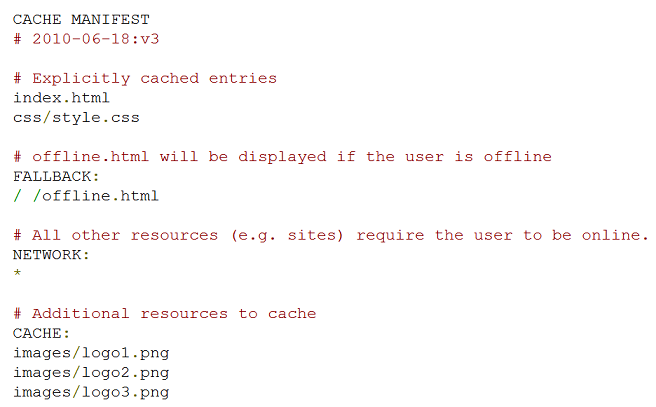 CACHE MANIFEST
# 2010-06-18:v3
# Explicitly cached entries
index.html
css/style.css
# offline.html will be displayed if the user is offline
FALLBACK:
/ /offline.html
# All other resources (e.g. sites) require the user to be online.
NETWORK:
*
# Additional resources to cache
CACHE:
images/logo1.png
images/logo2.png
images/logo3.png